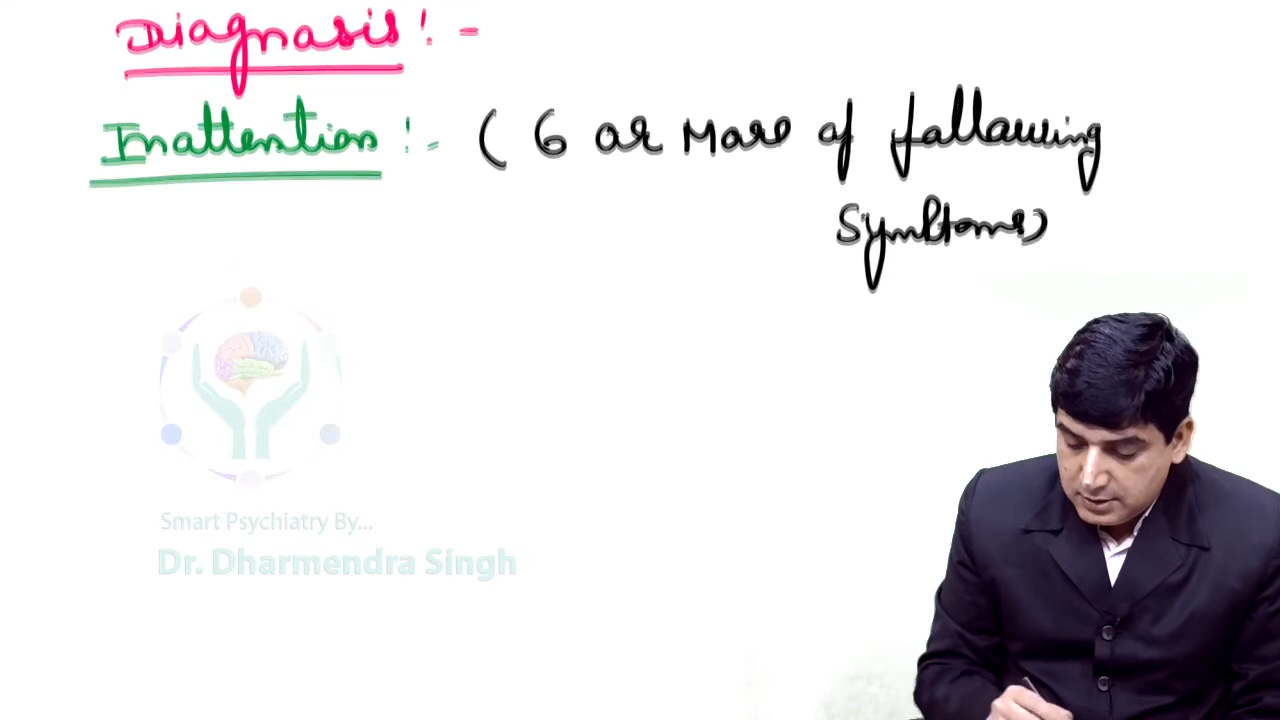 Diagnosis :-
Inattention :- ( 6 or More of following
Symptoms)
Smart Psychiatry By...
Dr. Dharmendra Singh